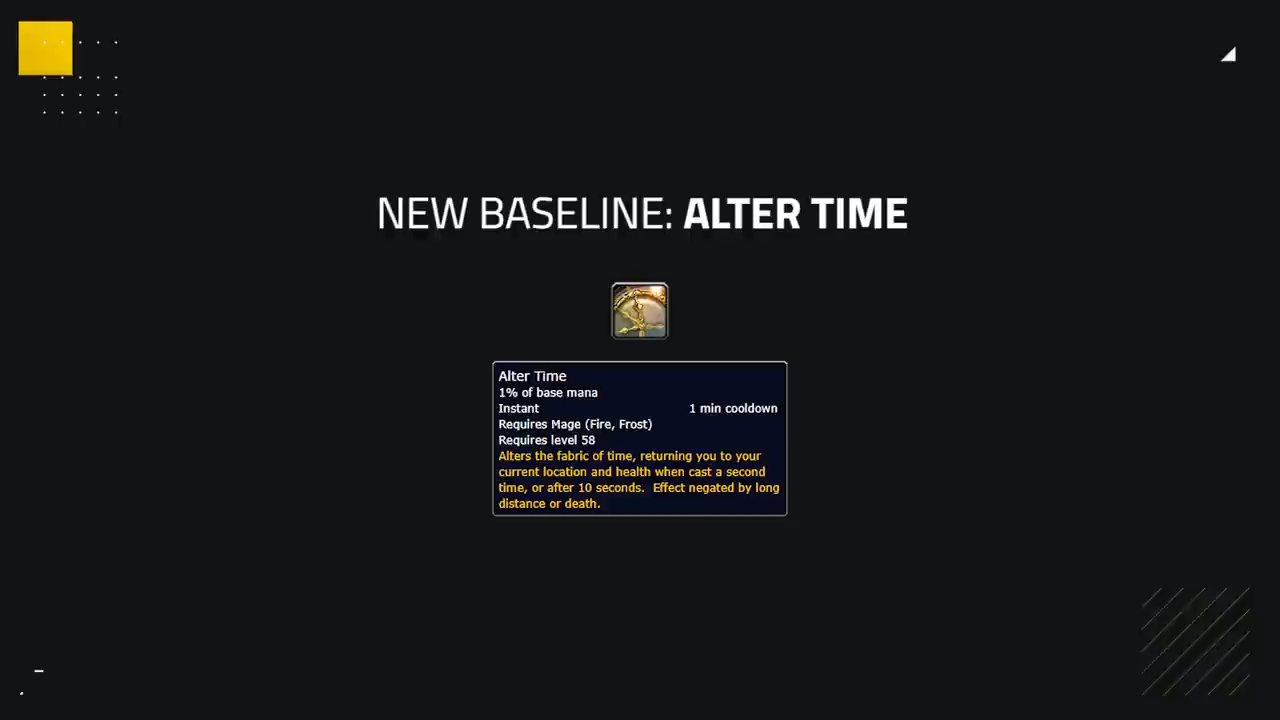 NEW BASELINE: ALTER TIME
Alter Time
1% of base mana
Instant 1 min cooldown
Requires Mage (Fire, Frost)
Requires level 58
Alters the fabric of time, returning you to your
current location and health when cast a second
time, or after 10 seconds.  Effect negated by long
distance or death.